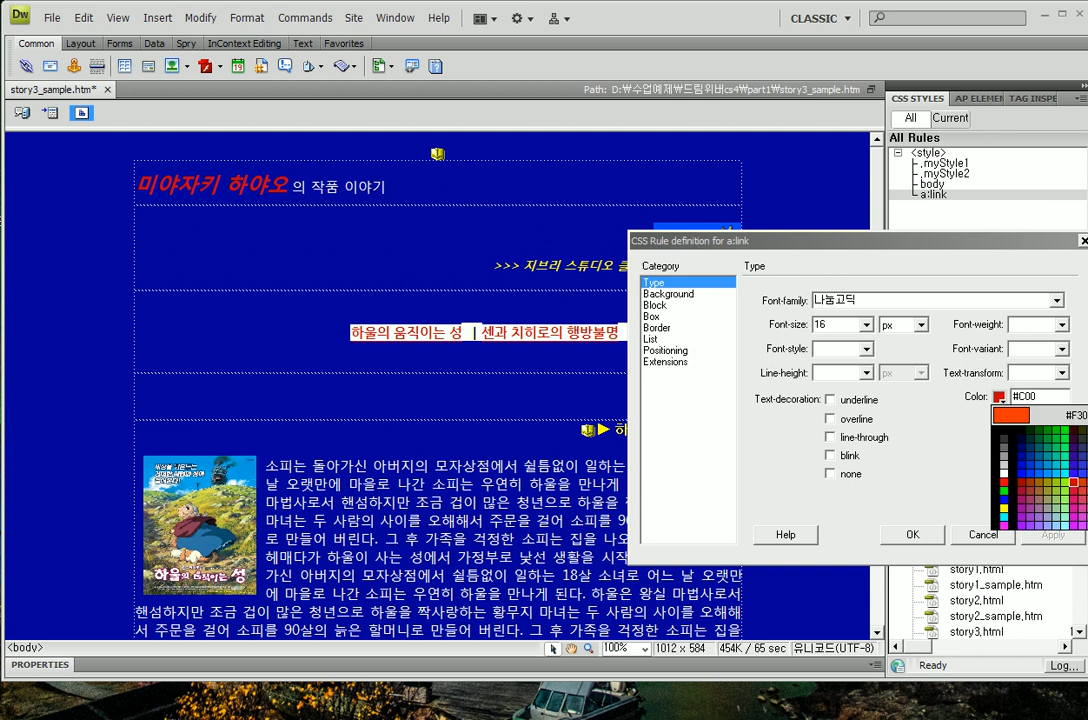 Dw File Edit View Insert Modify Format Commands Site Window Help CLASSIC
Common Layout Forms Data Spry InContext Editing Text Favorites
story3_sample.htm* Path: D:₩수업예제₩드림위버cs4₩part1₩story3_sample.htm
CSS STYLES AP ELEMEN TAG INSPE
All Current
All Rules
<style>
.myStyle1
.myStyle2
body
a:link
미야자키 하야오 의 작품 이야기
>>> 지브리 스튜디오
하울의 움직이는 성 | 센과 치히로의 행방불명
CSS Rule definition for a:link
Category Type
Type
Background
Block
Box
Border
List
Positioning
Extensions
Font-family: 나눔고딕
Font-size: 16 px Font-weight:
Font-style: Font-variant:
Line-height: px Text-transform:
Text-decoration: underline Color: #C00
overline #F30
line-through
blink
none
Help OK Cancel Apply
소피는 돌아가신 아버지의 모자상점에서 쉴틈없이 일하는
날 오랫만에 마을로 나간 소피는 우연히 하울을 만나게
마법사로서 핸섬하지만 조금 겁이 많은 청년으로 하울을
마녀는 두 사람의 사이를 오해해서 주문을 걸어 소피를
로 만들어 버린다. 그 후 가족을 걱정한 소피는 집을 나오
헤매다가 하울이 사는 성에서 가정부로 낯선 생활을 시작
가신 아버지의 모자상점에서 쉴틈없이 일하는 18살 소녀로 어느 날 오랫만
에 마을로 나간 소피는 우연히 하울을 만나게 된다. 하울은 왕실 마법사로서
핸섬하지만 조금 겁이 많은 청년으로 하울을 짝사랑하는 황무지 마녀는 두 사람의 사이를 오해해
서 주문을 걸어 소피를 90살의 늙은 할머니로 만들어 버린다. 그 후 가족을 걱정한 소피는 집을
하울의 움직이는 성
story1.html
story1_sample.htm
story2.html
story2_sample.htm
story3.html
<body> 100% 1012 x 584 454K / 65 sec 유니코드(UTF-8)
PROPERTIES
Ready Log...